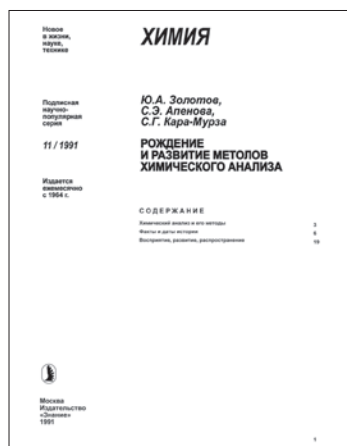 Новое
в жизни,
науке,
технике
ХИМИЯ
Подписная
научно-
популярная
серия
Ю.А. Золотов,
С.Э. Апенова,
С.Г. Кара-Мурза
11 / 1991
РОЖДЕНИЕ
И РАЗВИТИЕ МЕТОЛОВ
ХИМИЧЕСКОГО АНАЛИЗА
Издается
ежемесячно
с 1964 г.
СОДЕРЖАНИЕ
Химический анализ и его методы 3
Факты и даты истории 6
Восприятие, развитие, распространение 19
Москва
Издательство
«Знание»
1991
1